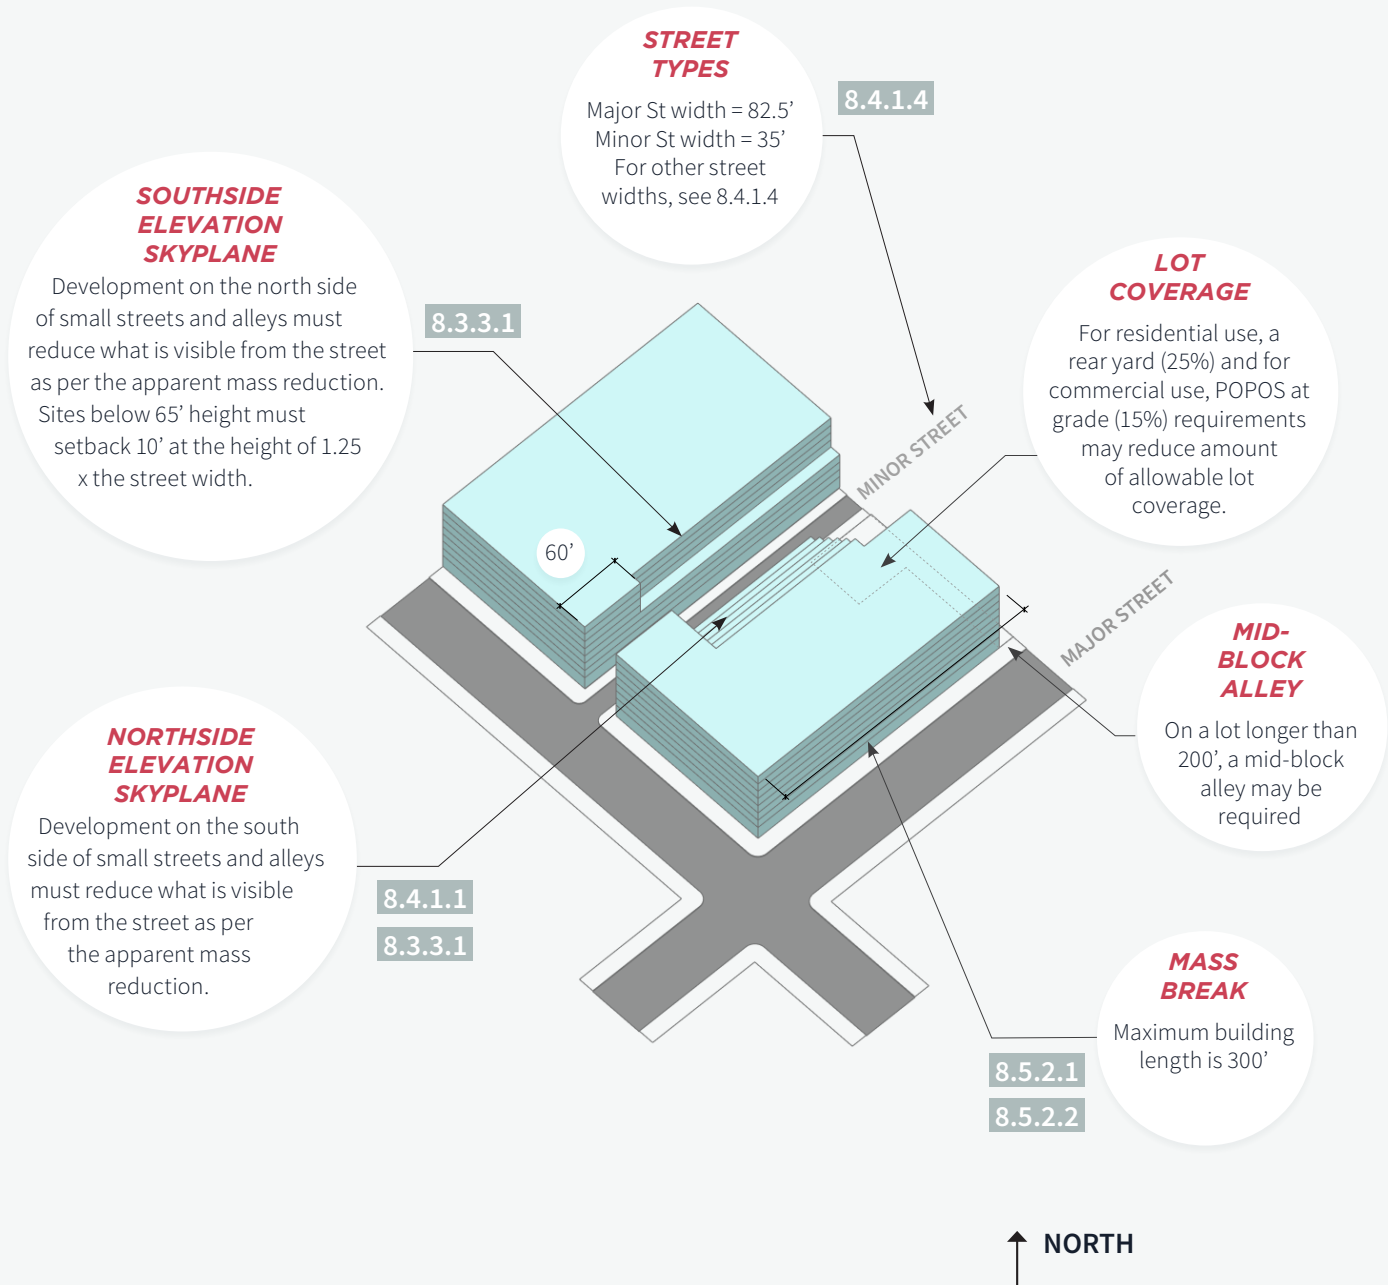 STREET
TYPES
Major St width = 82.5’
Minor St width = 35’
For other street
widths, see 8.4.1.4
8.4.1.4
SOUTHSIDE
ELEVATION
SKYPLANE
Development on the north side
of small streets and alleys must
reduce what is visible from the street
as per the apparent mass reduction.
Sites below 65’ height must
setback 10’ at the height of 1.25
x the street width.
8.3.3.1
LOT
COVERAGE
For residential use, a
rear yard (25%) and for
commercial use, POPOS at
grade (15%) requirements
may reduce amount
of allowable lot
coverage.
MINOR STREET
60’
MAJOR STREET
MID-
BLOCK
ALLEY
On a lot longer than
200’, a mid-block
alley may be
required
NORTHSIDE
ELEVATION
SKYPLANE
Development on the south
side of small streets and alleys
must reduce what is visible
from the street as per
the apparent mass
reduction.
8.4.1.1
8.3.3.1
MASS
BREAK
Maximum building
length is 300’
8.5.2.1
8.5.2.2
NORTH